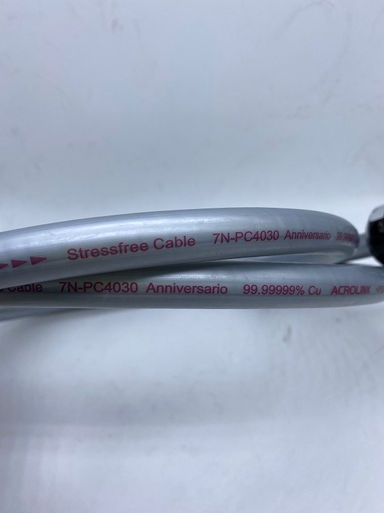 Stressfree Cable 7N-PC4030 Anniversario
Cable 7N-PC4030 Anniversario 99.99999% Cu ACROLINK